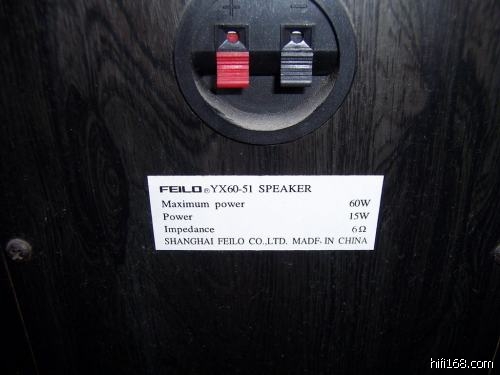 + −
FEILO® YX60-51 SPEAKER
Maximum power 60W
Power 15W
Impedance 6Ω
SHANGHAI FEILO CO.,LTD. MADE IN CHINA
hifi168.com